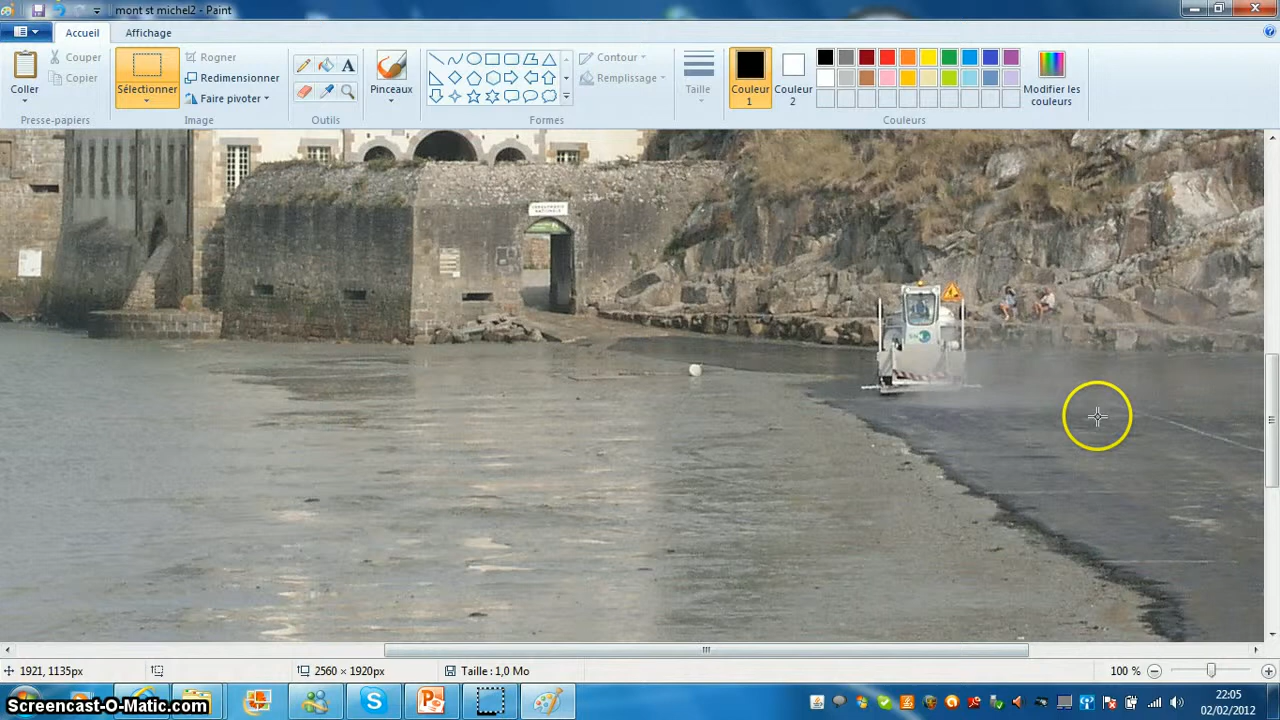 mont st michel2 - Paint
Accueil
Affichage
Coller
Couper
Copier
Presse-papiers
Sélectionner
Rogner
Redimensionner
Faire pivoter
Image
A
Outils
Pinceaux
Contour
Remplissage
Formes
Taille
Couleur 1
Couleur 2
Modifier les couleurs
Couleurs
1921, 1135px
2560 × 1920px
Taille : 1,0 Mo
100 %
Screencast-O-Matic.com
22:05
02/02/2012